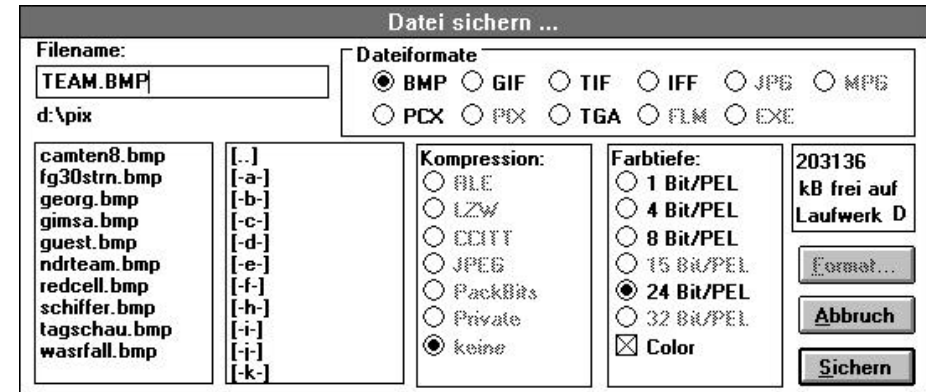 Datei sichern ...
Filename:
TEAM.BMP
d:\pix
Dateiformate
BMP GIF TIF IFF JPG MPG
PCX PIX TGA FLM EXE
camten8.bmp
fg30strn.bmp
georg.bmp
gimsa.bmp
guest.bmp
ndrteam.bmp
redcell.bmp
schiffer.bmp
tagschau.bmp
wasrfall.bmp
[..]
[-a-]
[-b-]
[-c-]
[-d-]
[-e-]
[-f-]
[-h-]
[-i-]
[-j-]
[-k-]
Kompression:
RLE
LZW
CCITT
JPEG
PackBits
Private
keine
Farbtiefe:
1 Bit/PEL
4 Bit/PEL
8 Bit/PEL
15 Bit/PEL
24 Bit/PEL
32 Bit/PEL
Color
203136
kB frei auf
Laufwerk D
Format...
Abbruch
Sichern